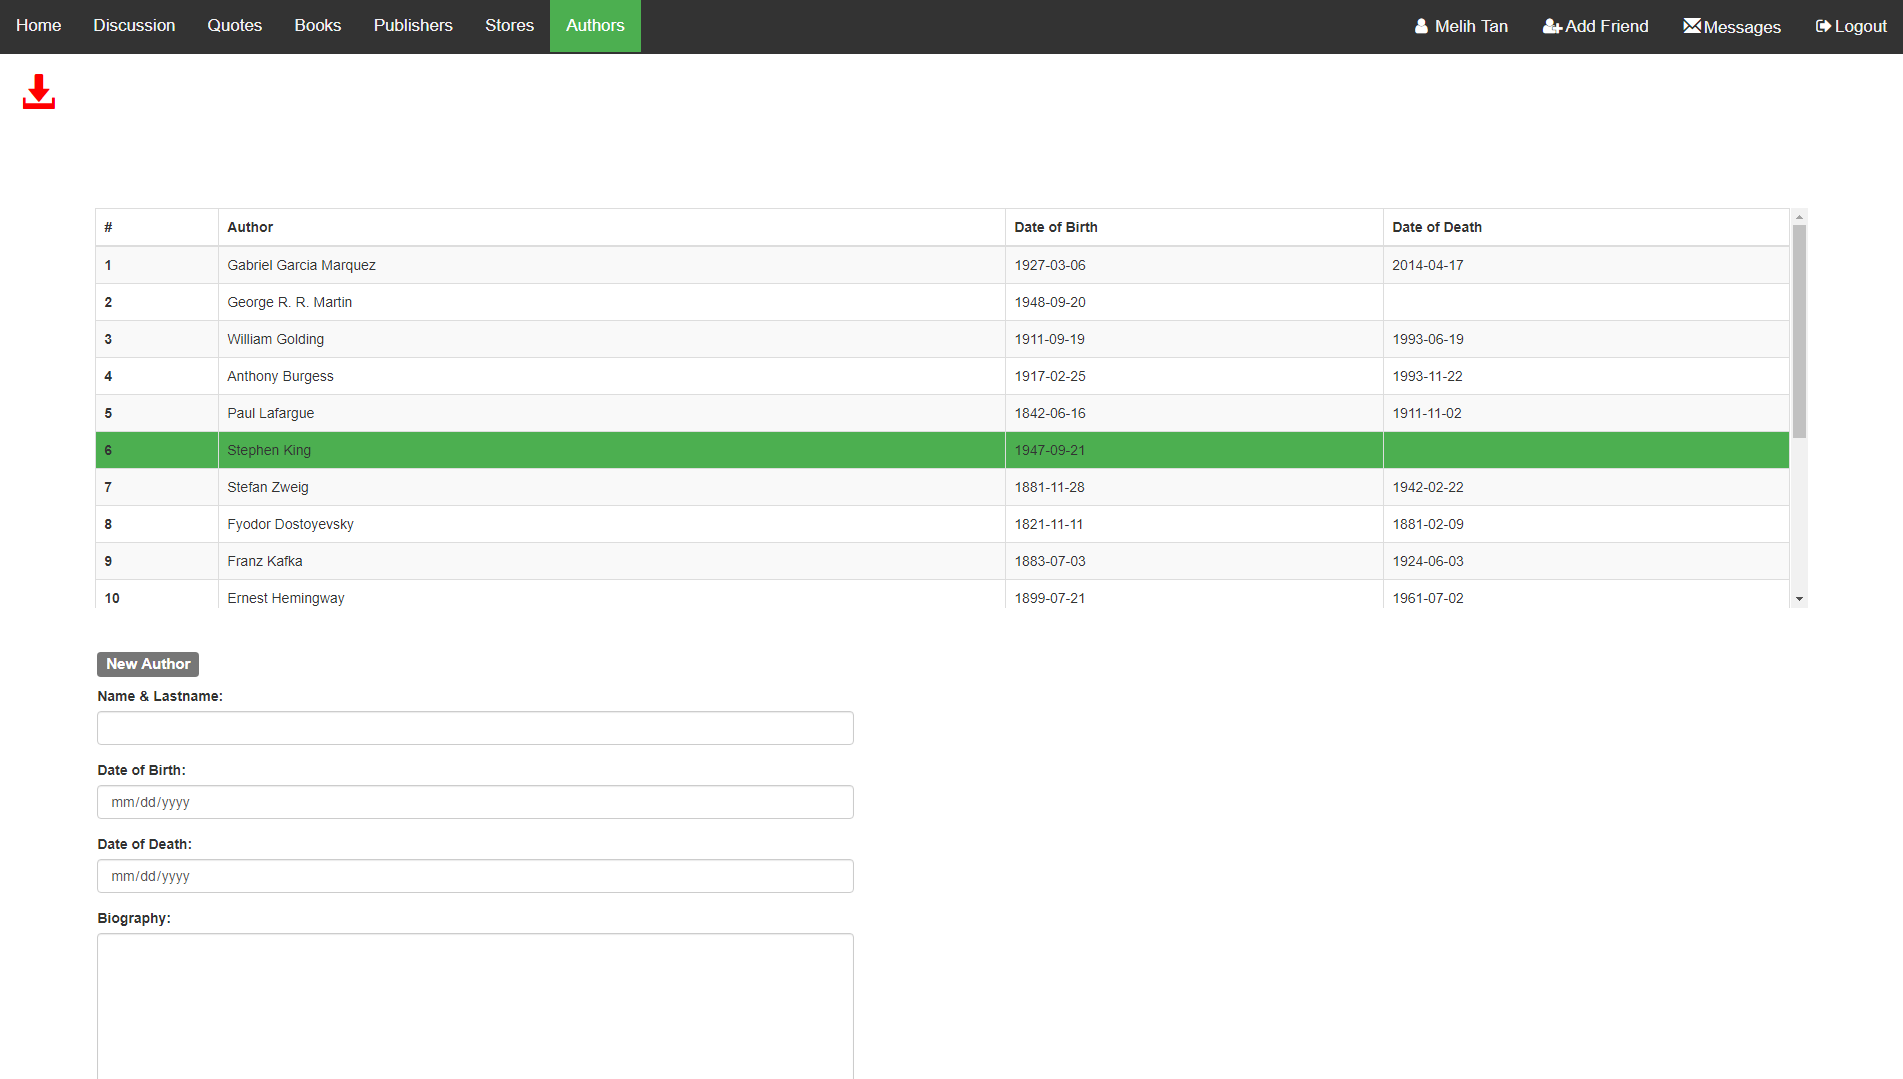 Home Discussion Quotes Books Publishers Stores Authors Melih Tan Add Friend Messages Logout
# Author Date of Birth Date of Death
1 Gabriel Garcia Marquez 1927-03-06 2014-04-17
2 George R. R. Martin 1948-09-20
3 William Golding 1911-09-19 1993-06-19
4 Anthony Burgess 1917-02-25 1993-11-22
5 Paul Lafargue 1842-06-16 1911-11-02
6 Stephen King 1947-09-21
7 Stefan Zweig 1881-11-28 1942-02-22
8 Fyodor Dostoyevsky 1821-11-11 1881-02-09
9 Franz Kafka 1883-07-03 1924-06-03
10 Ernest Hemingway 1899-07-21 1961-07-02
New Author
Name & Lastname:
Date of Birth:
mm/dd/yyyy
Date of Death:
mm/dd/yyyy
Biography: